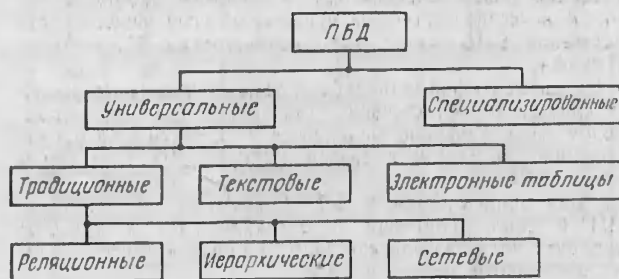 ПБД
Универсальные
Специализированные
Традиционные
Текстовые
Электронные таблицы
Реляционные
Иерархические
Сетевые